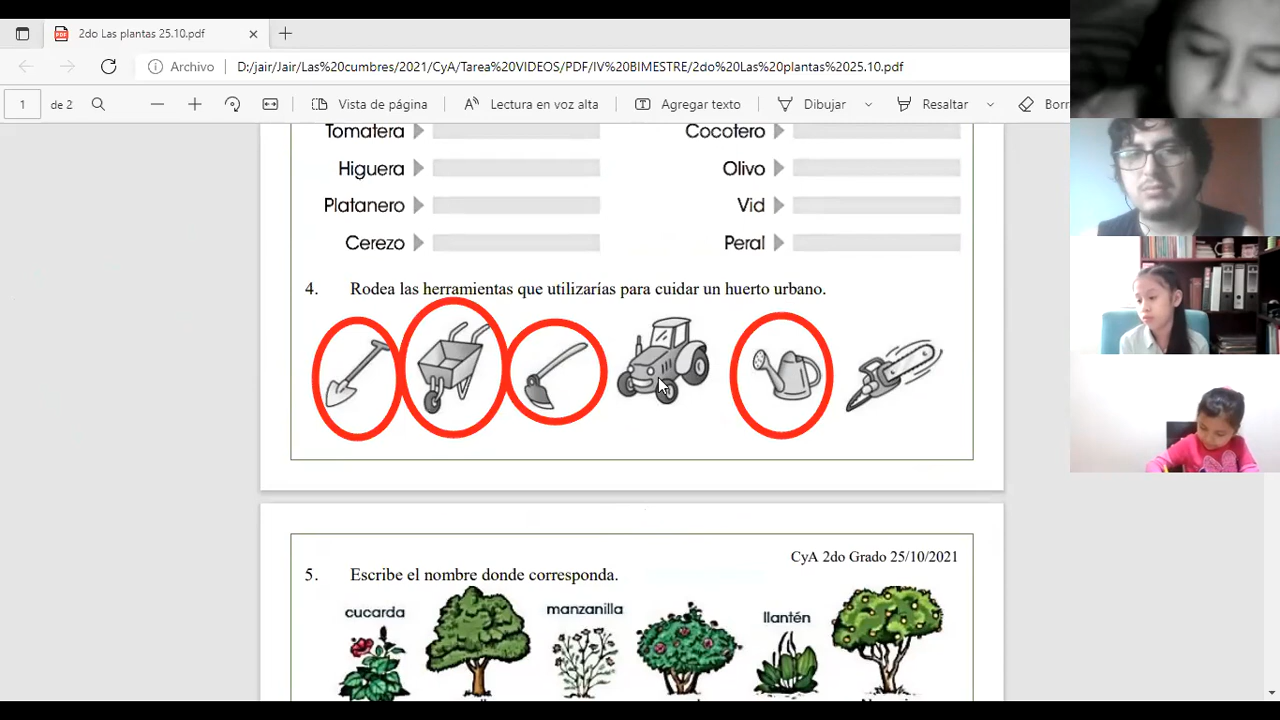 2do Las plantas 25.10.pdf
Archivo D:/jair/Jair/Las%20cumbres/2021/CyA/Tarea%20VIDEOS/PDF/IV%20BIMESTRE/2do%20Las%20plantas%2025.10.pdf
1 de 2 Vista de página Lectura en voz alta Agregar texto Dibujar Resaltar Borr
Tomatera Cocotero
Higuera Olivo
Platanero Vid
Cerezo Peral
4. Rodea las herramientas que utilizarías para cuidar un huerto urbano.
CyA 2do Grado 25/10/2021
5. Escribe el nombre donde corresponda.
cucarda manzanilla llantén